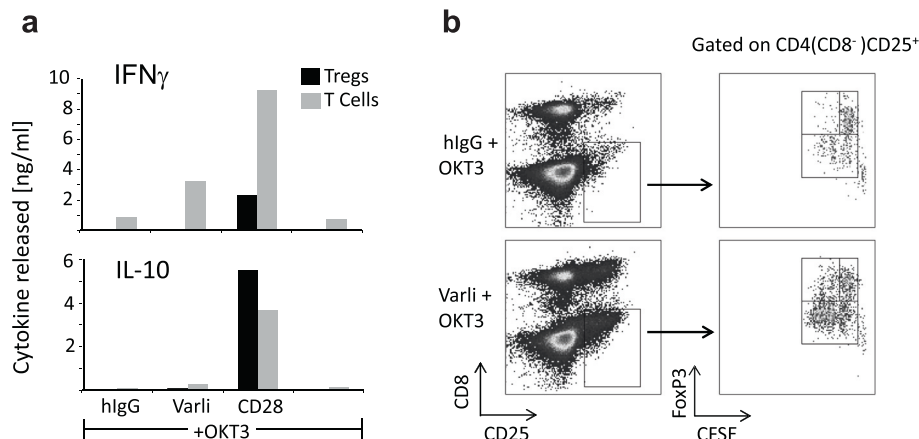 a
IFNγ
Tregs
T Cells
Cytokine released [ng/ml]
10
8
6
4
2
IL-10
6
4
2
hIgG Varli CD28
+OKT3
b
Gated on CD4(CD8⁻ )CD25⁺
hIgG +
OKT3
Varli +
OKT3
CD8
CD25
FoxP3
CFSE